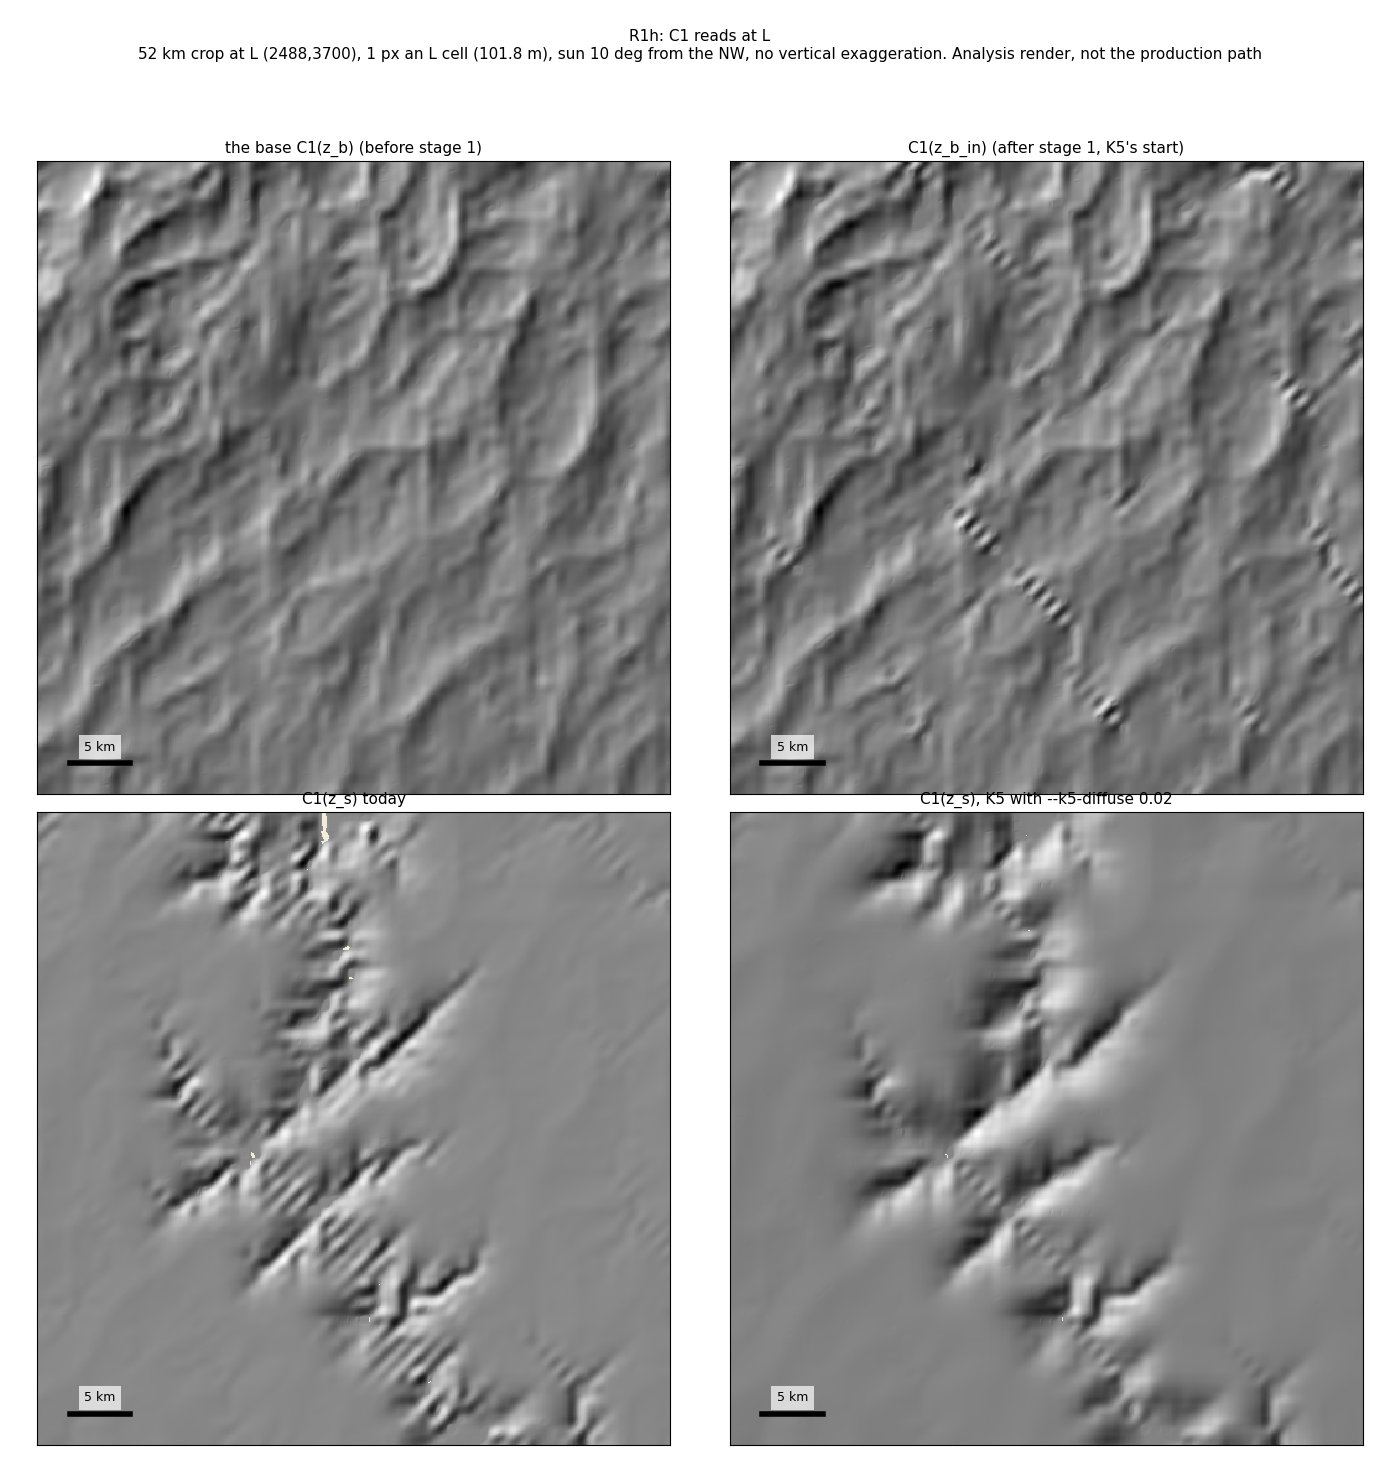 R1h: C1 reads at L
52 km crop at L (2488,3700), 1 px an L cell (101.8 m), sun 10 deg from the NW, no vertical exaggeration. Analysis render, not the production path
the base C1(z_b) (before stage 1)
C1(z_b_in) (after stage 1, K5's start)
5 km
5 km
C1(z_s) today
C1(z_s), K5 with --k5-diffuse 0.02
5 km
5 km